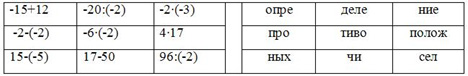 -15+12 -20:(-2) -2·(-3) опре деле ние
-2-(-2) -6·(-2) 4·17 про тиво полож
15-(-5) 17-50 96:(-2) ных чи сел